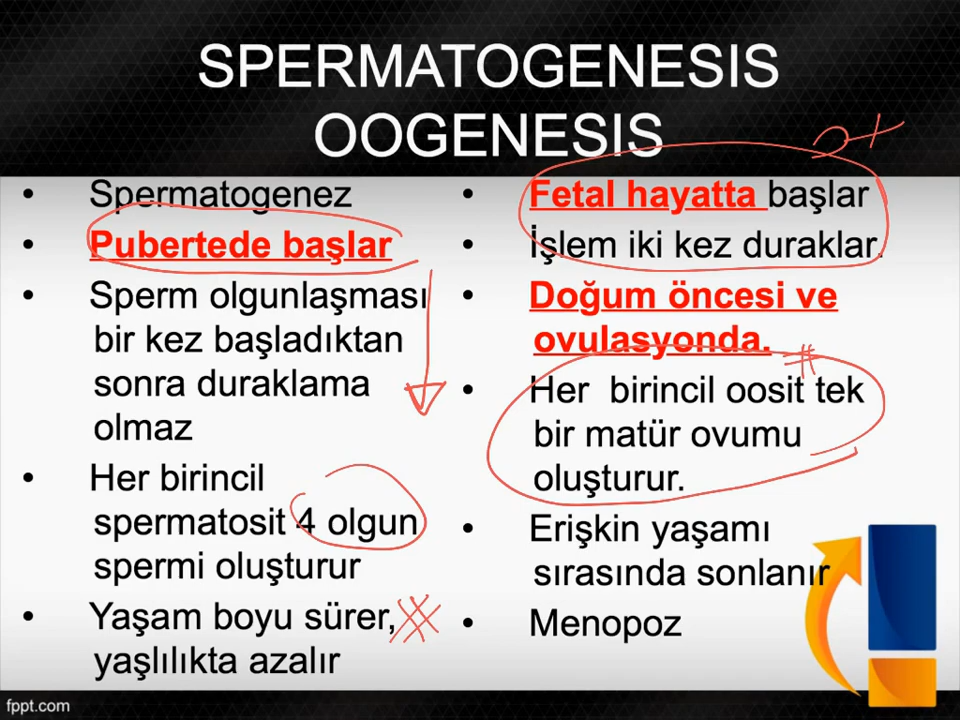 SPERMATOGENESIS
OOGENESIS
• Spermatogenez
• Pubertede başlar
• Sperm olgunlaşması
bir kez başladıktan
sonra duraklama
olmaz
• Her birincil
spermatosit 4 olgun
spermi oluşturur
• Yaşam boyu sürer,
yaşlılıkta azalır
• Fetal hayatta başlar
• İşlem iki kez duraklar.
• Doğum öncesi ve
ovulasyonda.
• Her birincil oosit tek
bir matür ovumu
oluşturur.
• Erişkin yaşamı
sırasında sonlanır
• Menopoz
fppt.com